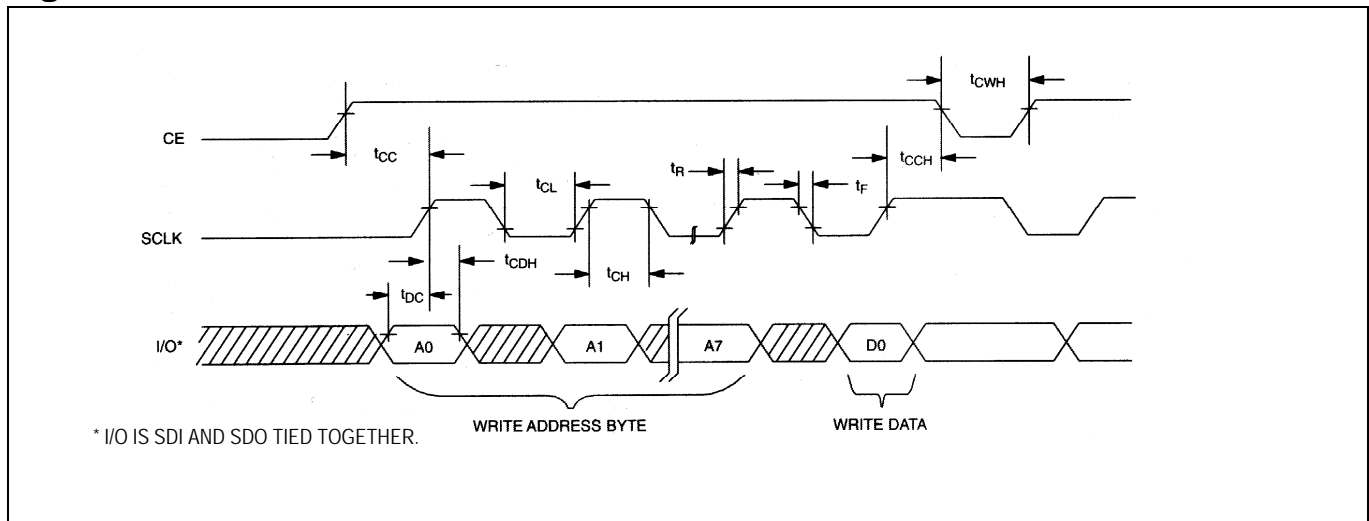 tCWH
CE
tCC
tCCH
tR
tF
tCL
SCLK
tCDH
tCH
tDC
I/O*
A0
A1
A7
D0
WRITE ADDRESS BYTE
WRITE DATA
* I/O IS SDI AND SDO TIED TOGETHER.